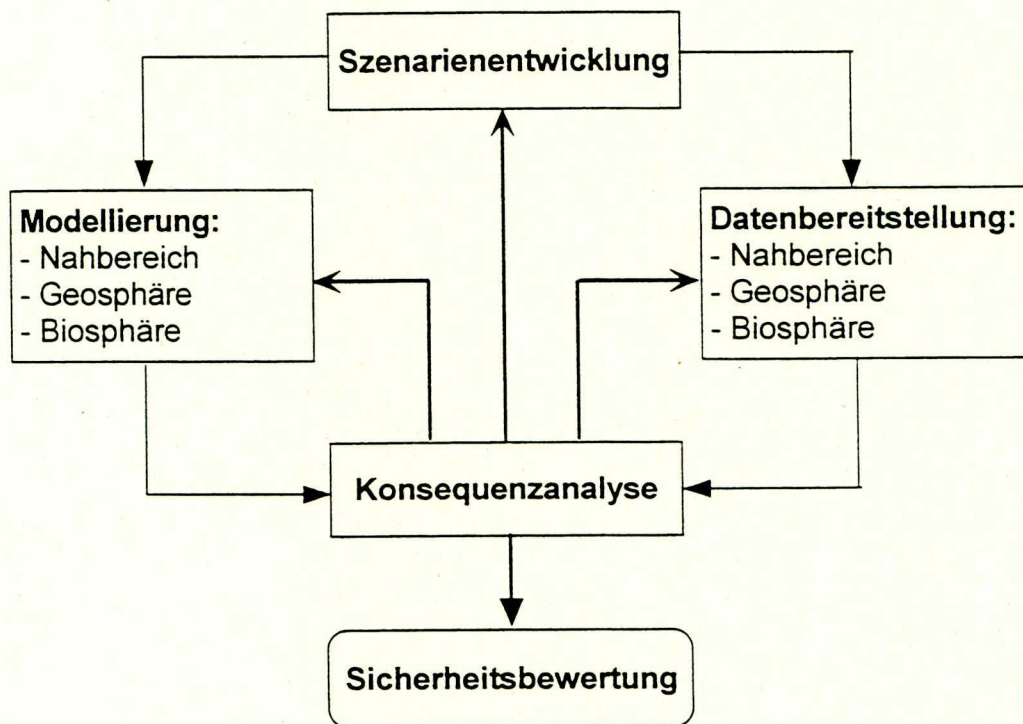 Szenarienentwicklung
Modellierung:
- Nahbereich
- Geosphäre
- Biosphäre
Datenbereitstellung:
- Nahbereich
- Geosphäre
- Biosphäre
Konsequenzanalyse
Sicherheitsbewertung